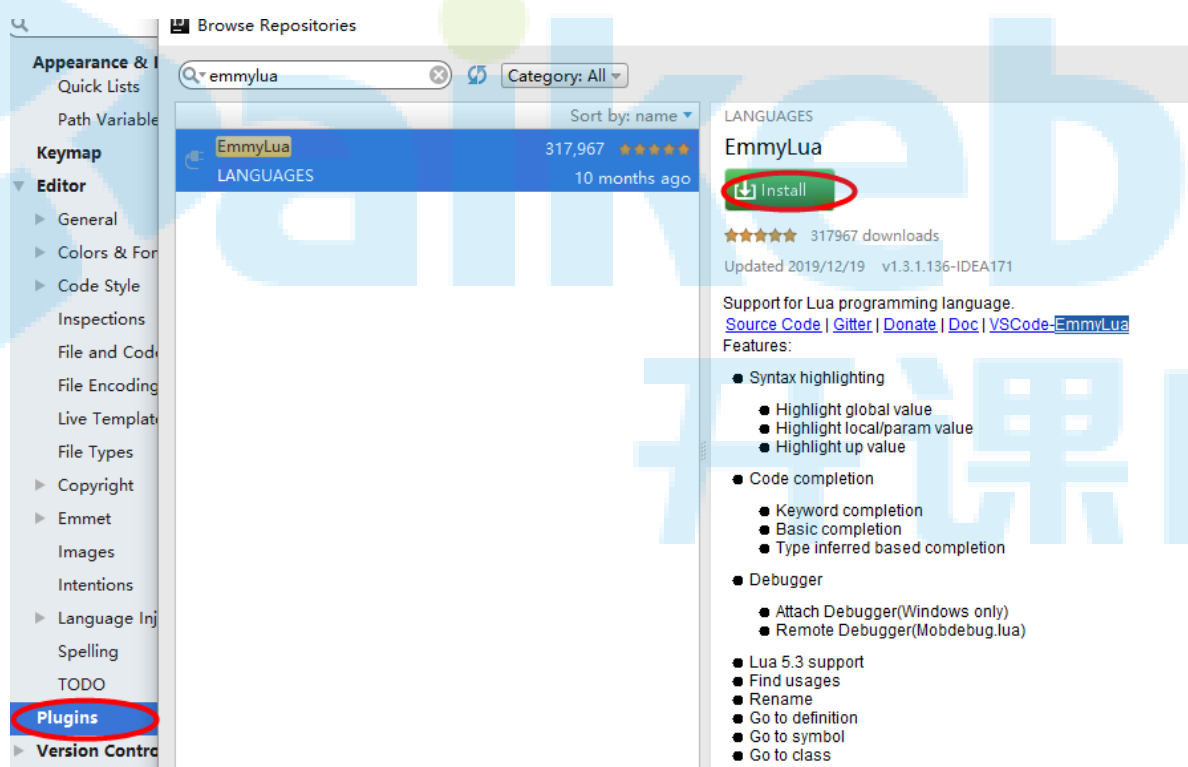 Browse Repositories
Appearance &
Quick Lists
Path Variable
Keymap
Editor
General
Colors & For
Code Style
Inspections
File and Cod
File Encoding
Live Templat
File Types
Copyright
Emmet
Images
Intentions
Language Inj
Spelling
TODO
Plugins
Version Contro
emmylua
Category: All
Sort by: name
EmmyLua
317,967
LANGUAGES
10 months ago
LANGUAGES
EmmyLua
Install
317967 downloads
Updated 2019/12/19 v1.3.1.136-IDEA171
Support for Lua programming language.
Source Code | Gitter | Donate | Doc | VSCode-EmmyLua
Features:
Syntax highlighting
Highlight global value
Highlight local/param value
Highlight up value
Code completion
Keyword completion
Basic completion
Type inferred based completion
Debugger
Attach Debugger(Windows only)
Remote Debugger(Mobdebug.lua)
Lua 5.3 support
Find usages
Rename
Go to definition
Go to symbol
Go to class
aikeb
开课